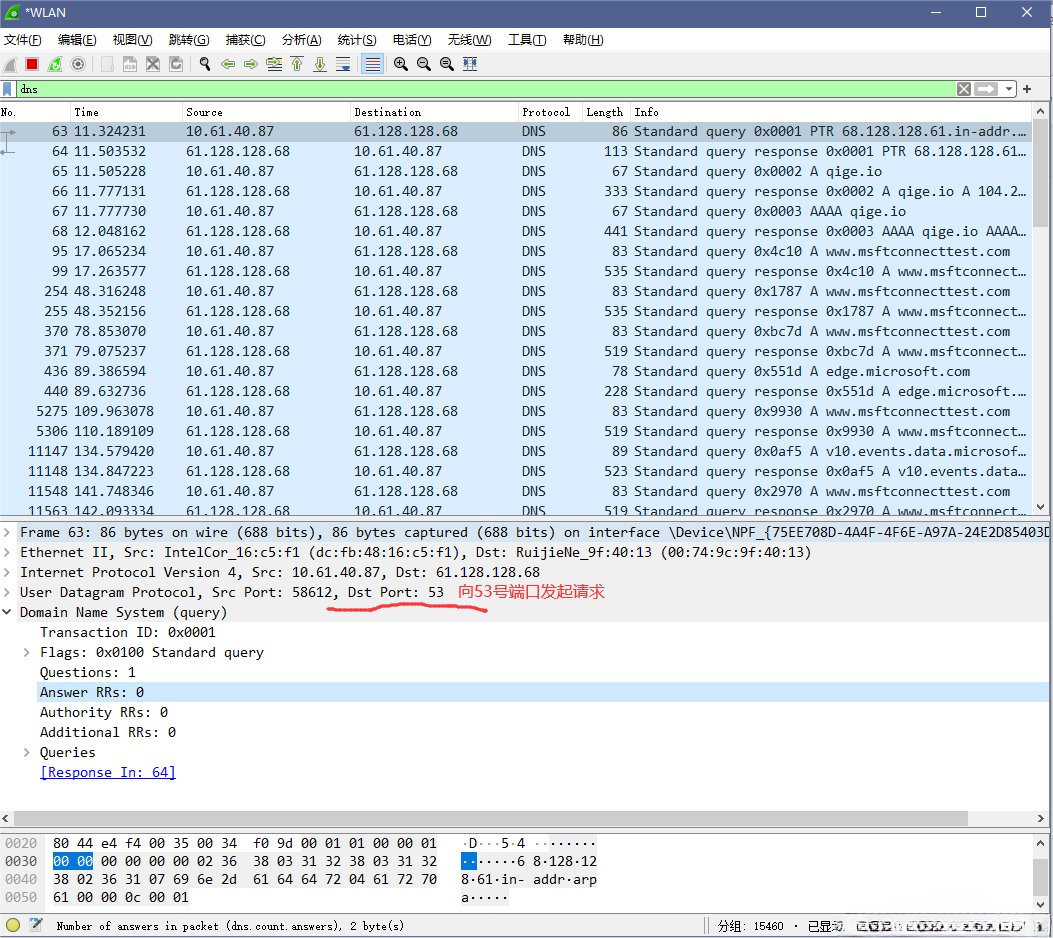 *WLAN
文件(F) 编辑(E) 视图(V) 跳转(G) 捕获(C) 分析(A) 统计(S) 电话(Y) 无线(W) 工具(T) 帮助(H)
dns
No. Time Source Destination Protocol Length Info
63 11.324231 10.61.40.87 61.128.128.68 DNS 86 Standard query 0x0001 PTR 68.128.128.61.in-addr.…
64 11.503532 61.128.128.68 10.61.40.87 DNS 113 Standard query response 0x0001 PTR 68.128.128.61…
65 11.505228 10.61.40.87 61.128.128.68 DNS 67 Standard query 0x0002 A qige.io
66 11.777131 61.128.128.68 10.61.40.87 DNS 333 Standard query response 0x0002 A qige.io A 104.2…
67 11.777730 10.61.40.87 61.128.128.68 DNS 67 Standard query 0x0003 AAAA qige.io
68 12.048162 61.128.128.68 10.61.40.87 DNS 441 Standard query response 0x0003 AAAA qige.io AAAA…
95 17.065234 10.61.40.87 61.128.128.68 DNS 83 Standard query 0x4c10 A www.msftconnecttest.com
99 17.263577 61.128.128.68 10.61.40.87 DNS 535 Standard query response 0x4c10 A www.msftconnect…
254 48.316248 10.61.40.87 61.128.128.68 DNS 83 Standard query 0x1787 A www.msftconnecttest.com
255 48.352156 61.128.128.68 10.61.40.87 DNS 535 Standard query response 0x1787 A www.msftconnect…
370 78.853070 10.61.40.87 61.128.128.68 DNS 83 Standard query 0xbc7d A www.msftconnecttest.com
371 79.075237 61.128.128.68 10.61.40.87 DNS 519 Standard query response 0xbc7d A www.msftconnect…
436 89.386594 10.61.40.87 61.128.128.68 DNS 78 Standard query 0x551d A edge.microsoft.com
440 89.632736 61.128.128.68 10.61.40.87 DNS 228 Standard query response 0x551d A edge.microsoft.…
5275 109.963078 10.61.40.87 61.128.128.68 DNS 83 Standard query 0x9930 A www.msftconnecttest.com
5306 110.189109 61.128.128.68 10.61.40.87 DNS 519 Standard query response 0x9930 A www.msftconnect…
11147 134.579420 10.61.40.87 61.128.128.68 DNS 89 Standard query 0x0af5 A v10.events.data.microsof…
11148 134.847223 61.128.128.68 10.61.40.87 DNS 523 Standard query response 0x0af5 A v10.events.data…
11548 141.748346 10.61.40.87 61.128.128.68 DNS 83 Standard query 0x2970 A www.msftconnecttest.com
11563 142.093334 61.128.128.68 10.61.40.87 DNS 519 Standard query response 0x2970 A www.msftconnect…
Frame 63: 86 bytes on wire (688 bits), 86 bytes captured (688 bits) on interface \Device\NPF_{75EE708D-4A4F-4F6E-A97A-24E2D85403D
Ethernet II, Src: IntelCor_16:c5:f1 (dc:fb:48:16:c5:f1), Dst: RuijieNe_9f:40:13 (00:74:9c:9f:40:13)
Internet Protocol Version 4, Src: 10.61.40.87, Dst: 61.128.128.68
User Datagram Protocol, Src Port: 58612, Dst Port: 53 向53号端口发起请求
Domain Name System (query)
Transaction ID: 0x0001
Flags: 0x0100 Standard query
Questions: 1
Answer RRs: 0
Authority RRs: 0
Additional RRs: 0
Queries
[Response In: 64]
0020 80 44 e4 f4 00 35 00 34 f0 9d 00 01 01 00 00 01 ·D···5·4 ········
0030 00 00 00 00 00 00 02 36 38 03 31 32 38 03 31 32 ·······6 8·128·12
0040 38 02 36 31 07 69 6e 2d 61 64 64 72 04 61 72 70 8·61·in- addr·arp
0050 61 00 00 0c 00 01 a·····
Number of answers in packet (dns.count.answers), 2 byte(s) 分组: 15460 · 已显示